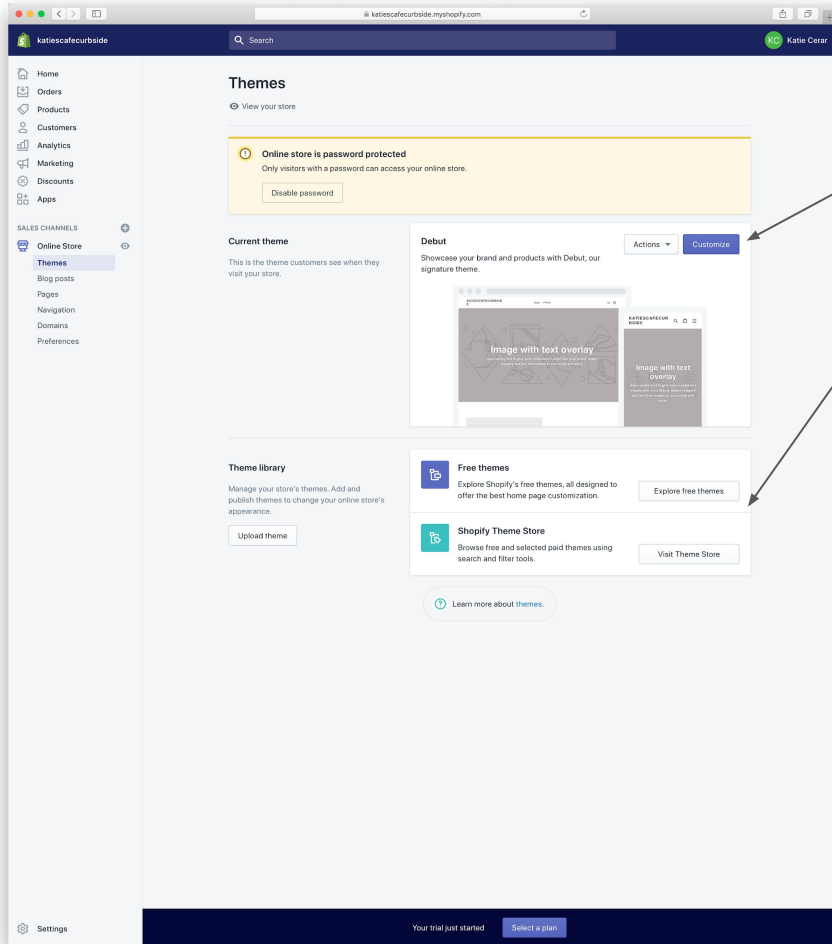 katiescafecurbside.myshopify.com
katiescafecurbside
Search
KC Katie Cerar
Home
Orders
Products
Customers
Analytics
Marketing
Discounts
Apps
SALES CHANNELS
Online Store
Themes
Blog posts
Pages
Navigation
Domains
Preferences
Settings
Themes
View your store
Online store is password protected
Only visitors with a password can access your online store.
Disable password
Current theme
This is the theme customers see when they
visit your store.
Debut
Showcase your brand and products with Debut, our
signature theme.
Actions
Customize
KATIESCAFECURBSID
E
Image with text overlay
KATIESCAFECUR
BSIDE
Image with text
overlay
Theme library
Manage your store's themes. Add and
publish themes to change your online store's
appearance.
Upload theme
Free themes
Explore Shopify's free themes, all designed to
offer the best home page customization.
Explore free themes
Shopify Theme Store
Browse free and selected paid themes using
search and filter tools.
Visit Theme Store
Learn more about themes.
Your trial just started
Select a plan